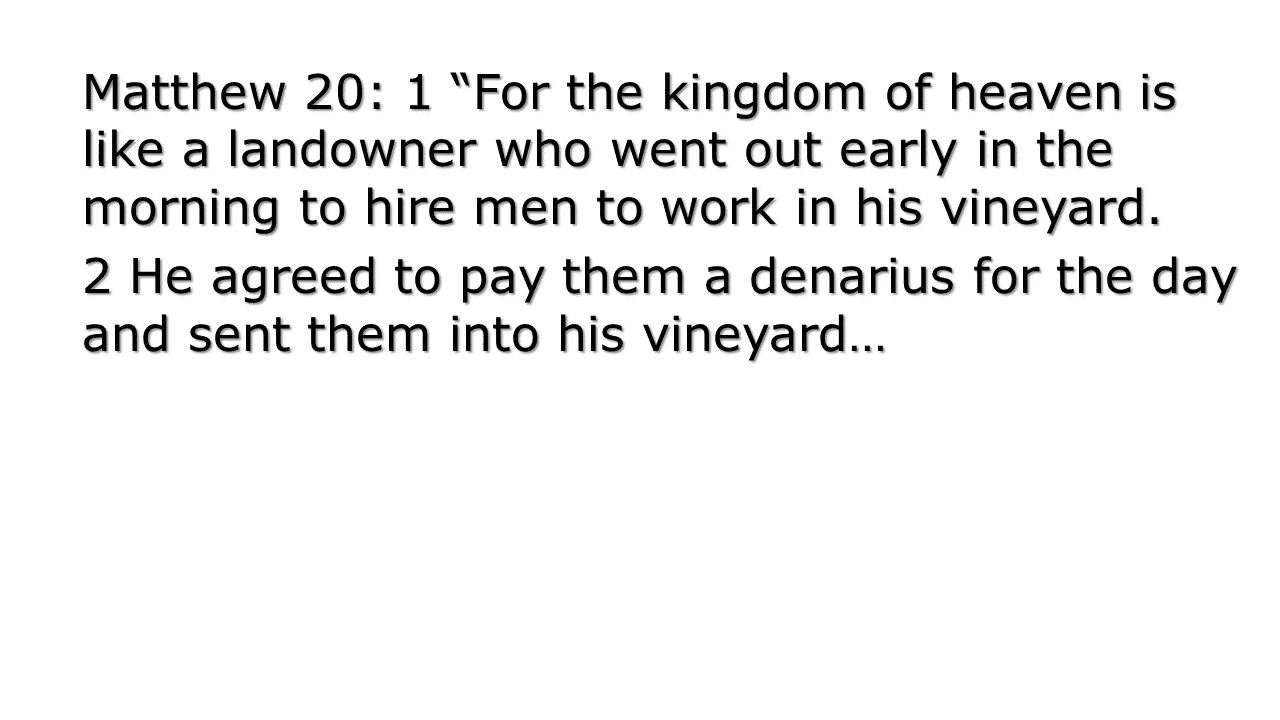 Matthew 20: 1 “For the kingdom of heaven is
like a landowner who went out early in the
morning to hire men to work in his vineyard.
2 He agreed to pay them a denarius for the day
and sent them into his vineyard…